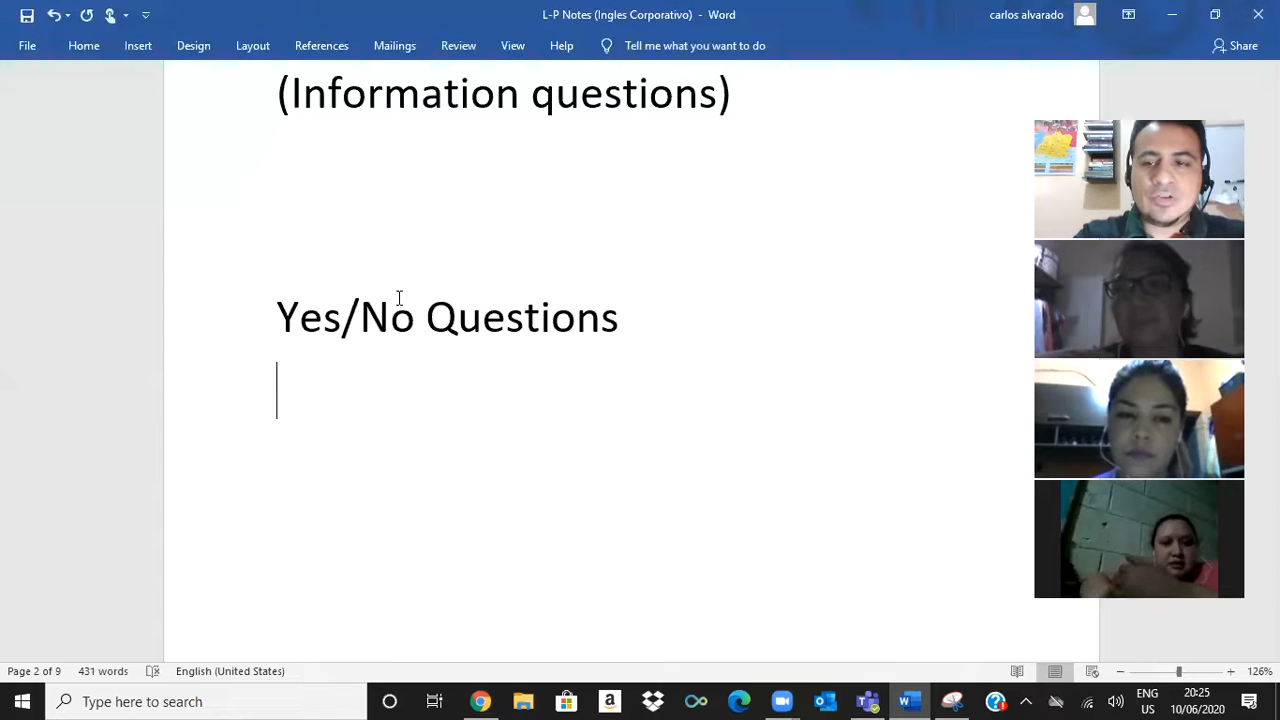 L-P Notes (Ingles Corporativo) - Word
carlos alvarado
File Home Insert Design Layout References Mailings Review View Help Tell me what you want to do Share
(Information questions)
Yes/No Questions
Page 2 of 9 431 words English (United States) 126%
Type here to search
ENG 20:25
US 10/06/2020